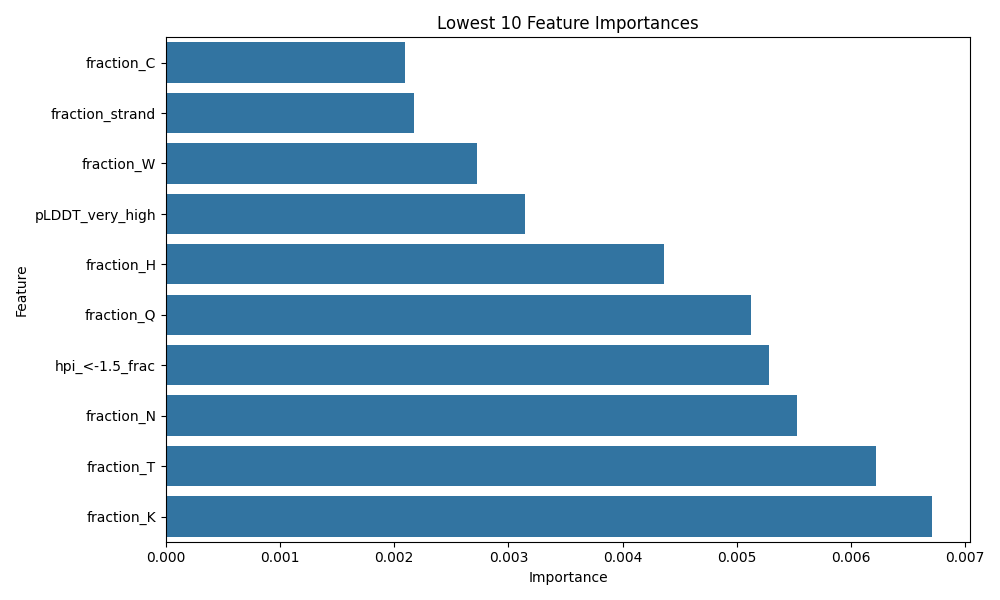 Lowest 10 Feature Importances
Feature
fraction_C
fraction_strand
fraction_W
pLDDT_very_high
fraction_H
fraction_Q
hpi_<-1.5_frac
fraction_N
fraction_T
fraction_K
0.000 0.001 0.002 0.003 0.004 0.005 0.006 0.007
Importance